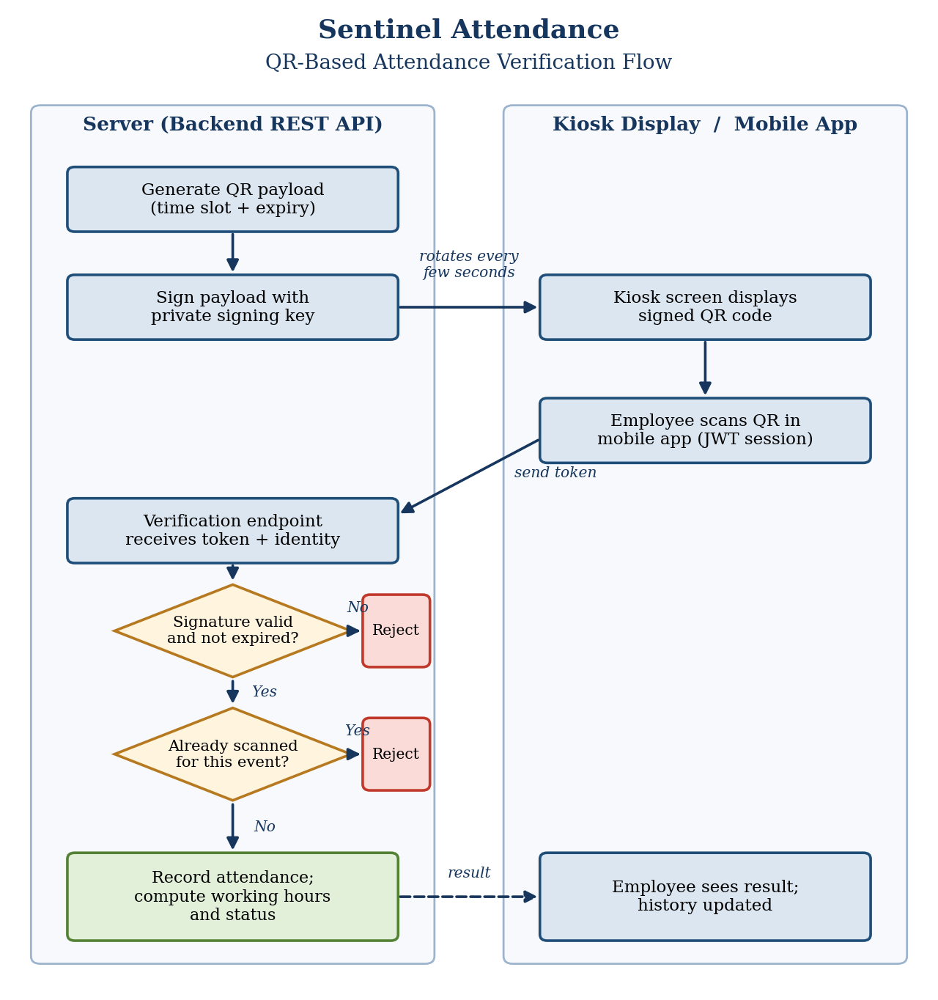 Sentinel Attendance
QR-Based Attendance Verification Flow
Server (Backend REST API)
Kiosk Display / Mobile App
Generate QR payload
(time slot + expiry)
rotates every
few seconds
Sign payload with
private signing key
Kiosk screen displays
signed QR code
Employee scans QR in
mobile app (JWT session)
send token
Verification endpoint
receives token + identity
Signature valid
and not expired?
No
Reject
Yes
Already scanned
for this event?
Yes
Reject
No
Record attendance;
compute working hours
and status
result
Employee sees result;
history updated